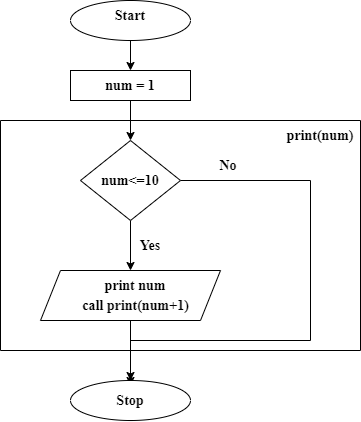 Start
num = 1
print(num)
num<=10
No
Yes
print num
call print(num+1)
Stop